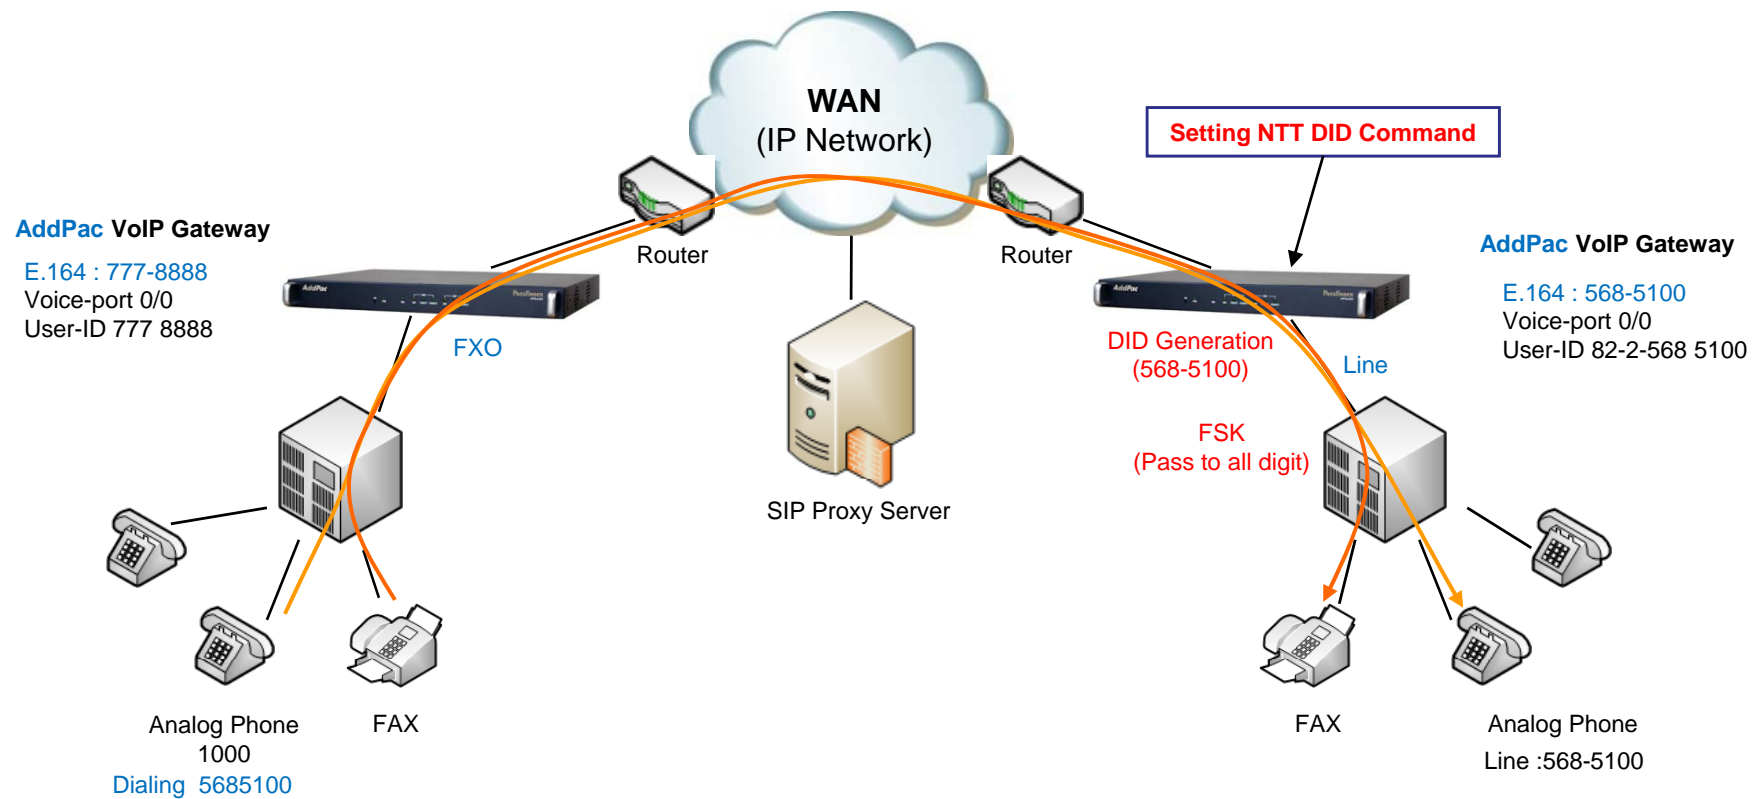 WAN
(IP Network)
Setting NTT DID Command
AddPac VoIP Gateway
E.164 : 777-8888
Voice-port 0/0
User-ID 777 8888
Router
Router
AddPac VoIP Gateway
E.164 : 568-5100
Voice-port 0/0
User-ID 82-2-568 5100
AddPac
AddPac
FXO
DID Generation
(568-5100)
Line
FSK
(Pass to all digit)
SIP Proxy Server
Analog Phone
1000
Dialing 5685100
FAX
FAX
Analog Phone
Line :568-5100